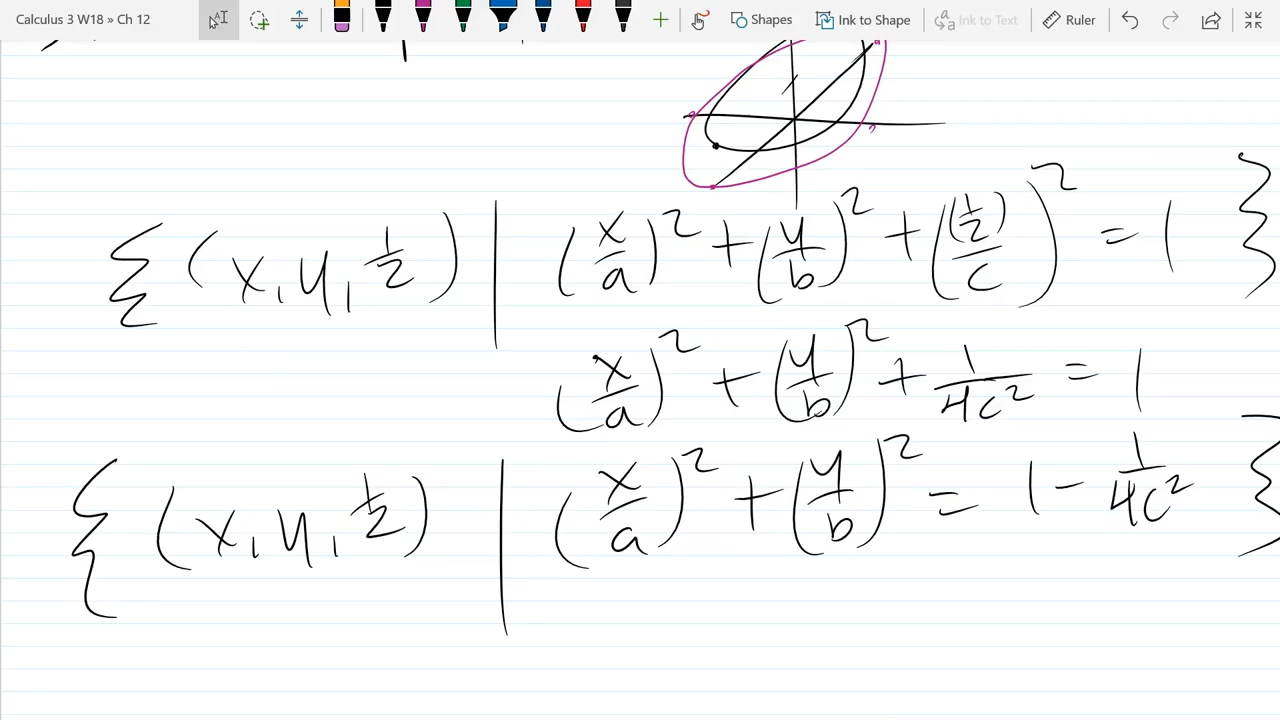 Calculus 3 W18 » Ch 12 Shapes Ink to Shape Ink to Text Ruler
{ (x, y, 1/2) | (x/a)² + (y/b)² + ((1/2)/c)² = 1 }
(x/a)² + (y/b)² + 1/4c² = 1
{ (x, y, 1/2) | (x/a)² + (y/b)² = 1 - 1/4c² }